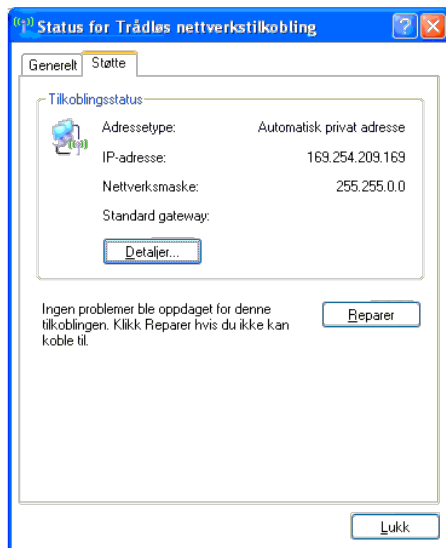 Status for Trådløs nettverkstilkobling
Generelt
Støtte
Tilkoblingsstatus
Adressetype: Automatisk privat adresse
IP-adresse: 169.254.209.169
Nettverksmaske: 255.255.0.0
Standard gateway:
Detaljer...
Ingen problemer ble oppdaget for denne
tilkoblingen. Klikk Reparer hvis du ikke kan
koble til.
Reparer
Lukk